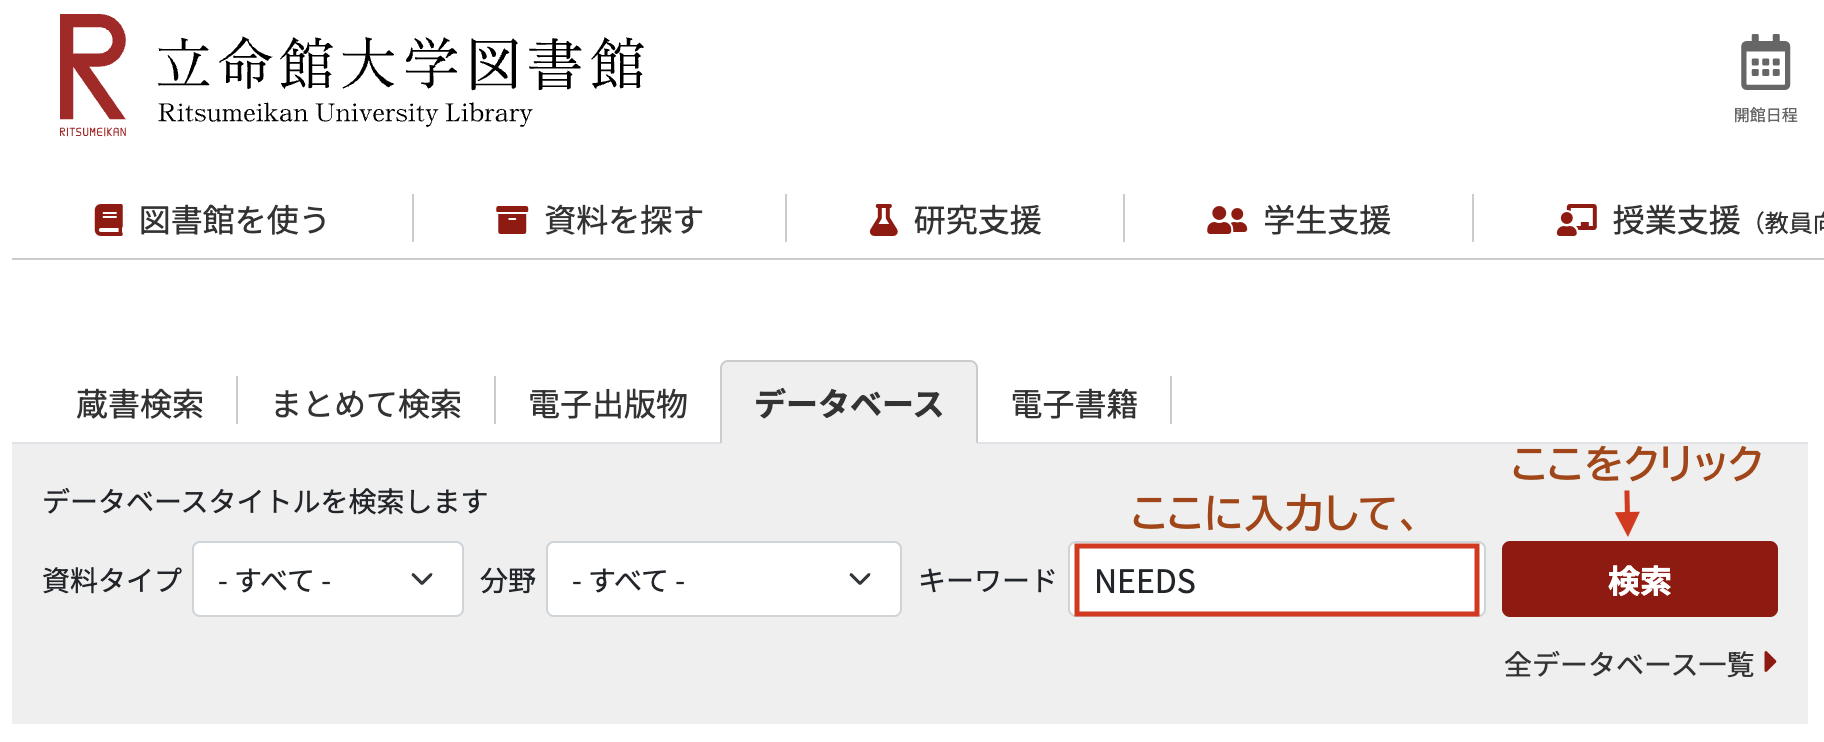 立命館大学図書館
Ritsumeikan University Library
RITSUMEIKAN
開館日程
図書館を使う
資料を探す
研究支援
学生支援
授業支援（教員向
蔵書検索
まとめて検索
電子出版物
データベース
電子書籍
ここをクリック
データベースタイトルを検索します
ここに入力して、
資料タイプ - すべて - 分野 - すべて - キーワード NEEDS 検索
全データベース一覧